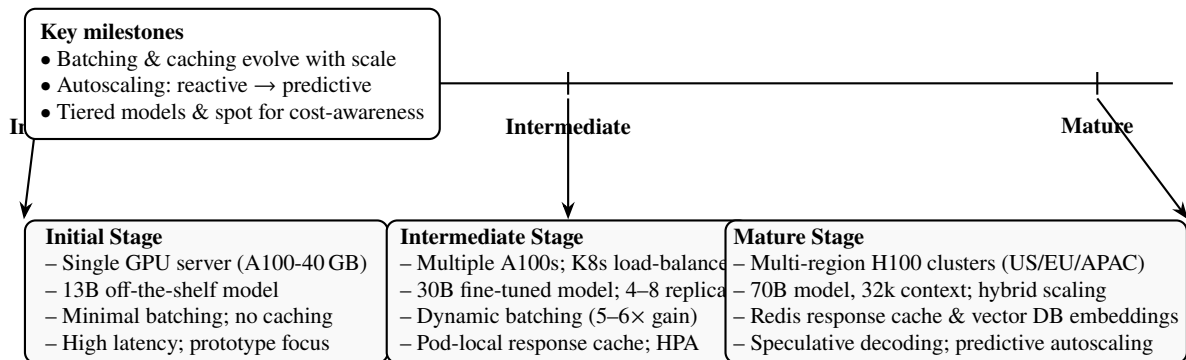 Key milestones
• Batching & caching evolve with scale
• Autoscaling: reactive → predictive
• Tiered models & spot for cost-awareness
Intermediate
Mature
Initial Stage
– Single GPU server (A100-40 GB)
– 13B off-the-shelf model
– Minimal batching; no caching
– High latency; prototype focus
Intermediate Stage
– Multiple A100s; K8s load-balance
– 30B fine-tuned model; 4–8 replica
– Dynamic batching (5–6× gain)
– Pod-local response cache; HPA
Mature Stage
– Multi-region H100 clusters (US/EU/APAC)
– 70B model, 32k context; hybrid scaling
– Redis response cache & vector DB embeddings
– Speculative decoding; predictive autoscaling